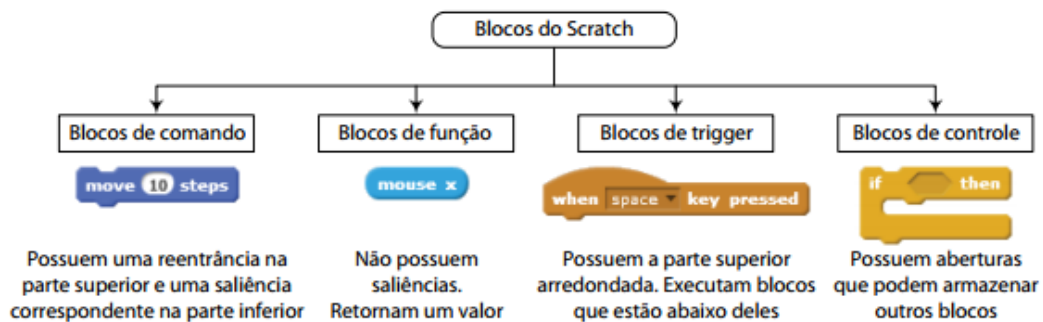 Blocos do Scratch
Blocos de comando
Blocos de função
Blocos de trigger
Blocos de controle
move 10 steps
mouse x
when space key pressed
if then
Possuem uma reentrância na
parte superior e uma saliência
correspondente na parte inferior
Não possuem
saliências.
Retornam um valor
Possuem a parte superior
arredondada. Executam blocos
que estão abaixo deles
Possuem aberturas
que podem armazenar
outros blocos